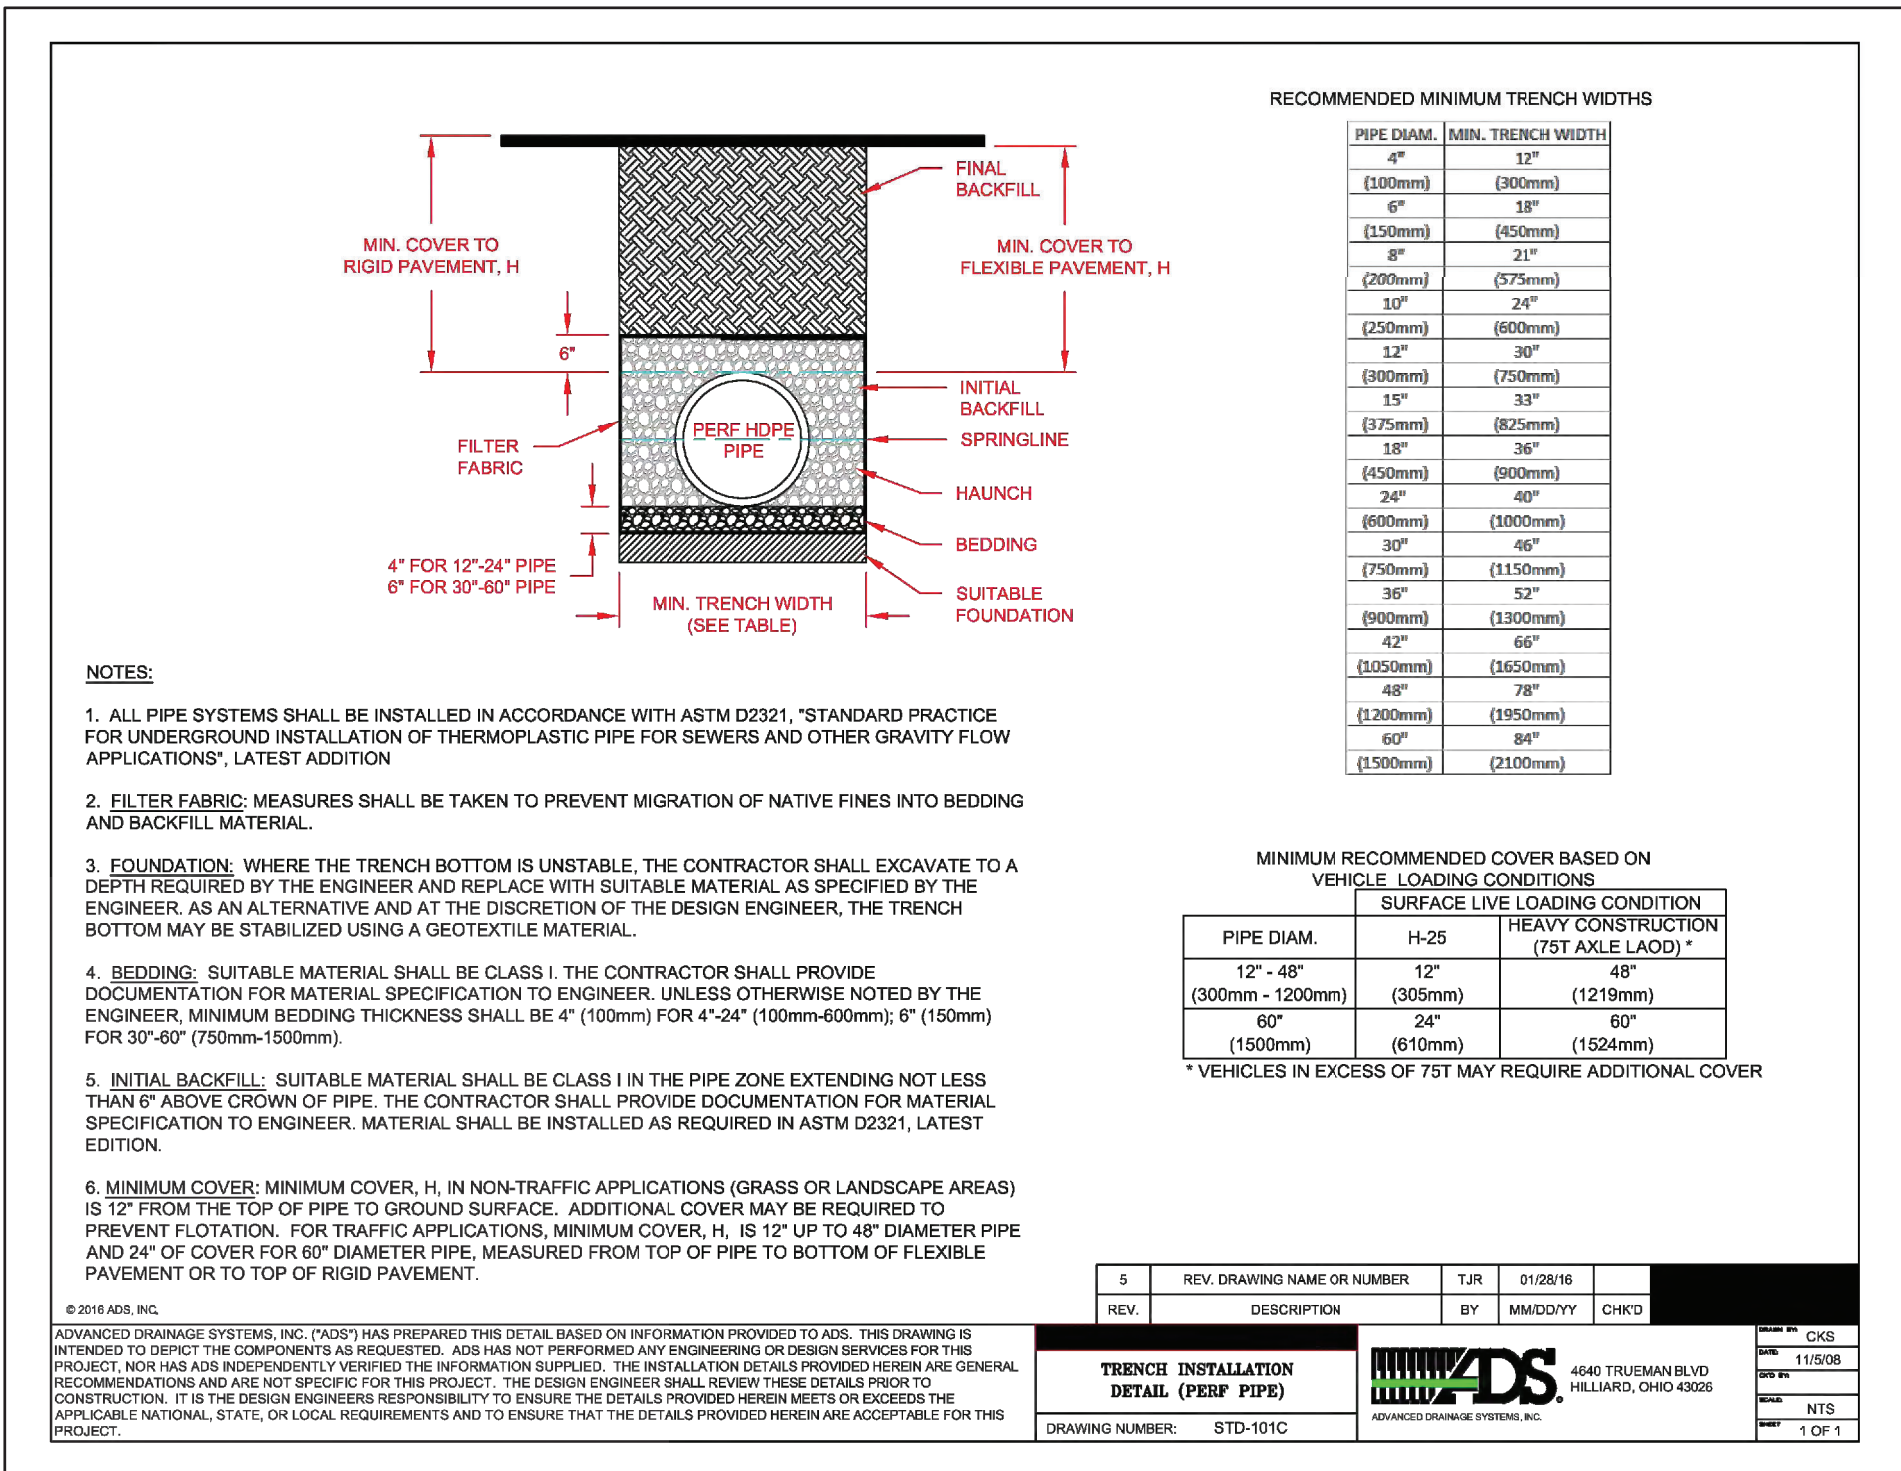 RECOMMENDED MINIMUM TRENCH WIDTHS
PIPE DIAM. MIN. TRENCH WIDTH
4" 12"
(100mm) (300mm)
6" 18"
(150mm) (450mm)
8" 21"
(200mm) (575mm)
10" 24"
(250mm) (600mm)
12" 30"
(300mm) (750mm)
15" 33"
(375mm) (825mm)
18" 36"
(450mm) (900mm)
24" 40"
(600mm) (1000mm)
30" 46"
(750mm) (1150mm)
36" 52"
(900mm) (1300mm)
42" 66"
(1050mm) (1650mm)
48" 78"
(1200mm) (1950mm)
60" 84"
(1500mm) (2100mm)
FINAL
BACKFILL
MIN. COVER TO
RIGID PAVEMENT, H
MIN. COVER TO
FLEXIBLE PAVEMENT, H
6"
INITIAL
BACKFILL
PERF HDPE
PIPE
SPRINGLINE
FILTER
FABRIC
HAUNCH
BEDDING
4" FOR 12"-24" PIPE
6" FOR 30"-60" PIPE
MIN. TRENCH WIDTH
(SEE TABLE)
SUITABLE
FOUNDATION
NOTES:
1. ALL PIPE SYSTEMS SHALL BE INSTALLED IN ACCORDANCE WITH ASTM D2321, "STANDARD PRACTICE
FOR UNDERGROUND INSTALLATION OF THERMOPLASTIC PIPE FOR SEWERS AND OTHER GRAVITY FLOW
APPLICATIONS", LATEST ADDITION
2. FILTER FABRIC: MEASURES SHALL BE TAKEN TO PREVENT MIGRATION OF NATIVE FINES INTO BEDDING
AND BACKFILL MATERIAL.
3. FOUNDATION: WHERE THE TRENCH BOTTOM IS UNSTABLE, THE CONTRACTOR SHALL EXCAVATE TO A
DEPTH REQUIRED BY THE ENGINEER AND REPLACE WITH SUITABLE MATERIAL AS SPECIFIED BY THE
ENGINEER. AS AN ALTERNATIVE AND AT THE DISCRETION OF THE DESIGN ENGINEER, THE TRENCH
BOTTOM MAY BE STABILIZED USING A GEOTEXTILE MATERIAL.
4. BEDDING: SUITABLE MATERIAL SHALL BE CLASS I. THE CONTRACTOR SHALL PROVIDE
DOCUMENTATION FOR MATERIAL SPECIFICATION TO ENGINEER. UNLESS OTHERWISE NOTED BY THE
ENGINEER, MINIMUM BEDDING THICKNESS SHALL BE 4" (100mm) FOR 4"-24" (100mm-600mm); 6" (150mm)
FOR 30"-60" (750mm-1500mm).
5. INITIAL BACKFILL: SUITABLE MATERIAL SHALL BE CLASS I IN THE PIPE ZONE EXTENDING NOT LESS
THAN 6" ABOVE CROWN OF PIPE. THE CONTRACTOR SHALL PROVIDE DOCUMENTATION FOR MATERIAL
SPECIFICATION TO ENGINEER. MATERIAL SHALL BE INSTALLED AS REQUIRED IN ASTM D2321, LATEST
EDITION.
6. MINIMUM COVER: MINIMUM COVER, H, IN NON-TRAFFIC APPLICATIONS (GRASS OR LANDSCAPE AREAS)
IS 12" FROM THE TOP OF PIPE TO GROUND SURFACE. ADDITIONAL COVER MAY BE REQUIRED TO
PREVENT FLOTATION. FOR TRAFFIC APPLICATIONS, MINIMUM COVER, H, IS 12" UP TO 48" DIAMETER PIPE
AND 24" OF COVER FOR 60" DIAMETER PIPE, MEASURED FROM TOP OF PIPE TO BOTTOM OF FLEXIBLE
PAVEMENT OR TO TOP OF RIGID PAVEMENT.
MINIMUM RECOMMENDED COVER BASED ON
VEHICLE LOADING CONDITIONS
SURFACE LIVE LOADING CONDITION
PIPE DIAM. H-25 HEAVY CONSTRUCTION
(75T AXLE LAOD) *
12" - 48" 12" 48"
(300mm - 1200mm) (305mm) (1219mm)
60" 24" 60"
(1500mm) (610mm) (1524mm)
* VEHICLES IN EXCESS OF 75T MAY REQUIRE ADDITIONAL COVER
© 2016 ADS, INC.
5 REV. DRAWING NAME OR NUMBER TJR 01/28/16
REV. DESCRIPTION BY MM/DD/YY CHK'D
ADVANCED DRAINAGE SYSTEMS, INC. ("ADS") HAS PREPARED THIS DETAIL BASED ON INFORMATION PROVIDED TO ADS. THIS DRAWING IS
INTENDED TO DEPICT THE COMPONENTS AS REQUESTED. ADS HAS NOT PERFORMED ANY ENGINEERING OR DESIGN SERVICES FOR THIS
PROJECT, NOR HAS ADS INDEPENDENTLY VERIFIED THE INFORMATION SUPPLIED. THE INSTALLATION DETAILS PROVIDED HEREIN ARE GENERAL
RECOMMENDATIONS AND ARE NOT SPECIFIC FOR THIS PROJECT. THE DESIGN ENGINEER SHALL REVIEW THESE DETAILS PRIOR TO
CONSTRUCTION. IT IS THE DESIGN ENGINEERS RESPONSIBILITY TO ENSURE THE DETAILS PROVIDED HEREIN MEETS OR EXCEEDS THE
APPLICABLE NATIONAL, STATE, OR LOCAL REQUIREMENTS AND TO ENSURE THAT THE DETAILS PROVIDED HEREIN ARE ACCEPTABLE FOR THIS
PROJECT.
TRENCH INSTALLATION
DETAIL (PERF PIPE)
DRAWING NUMBER: STD-101C
ADS
ADVANCED DRAINAGE SYSTEMS, INC.
4640 TRUEMAN BLVD
HILLIARD, OHIO 43026
DRAWN BY: CKS
DATE: 11/5/08
CK'D BY:
SCALE: NTS
SHEET 1 OF 1